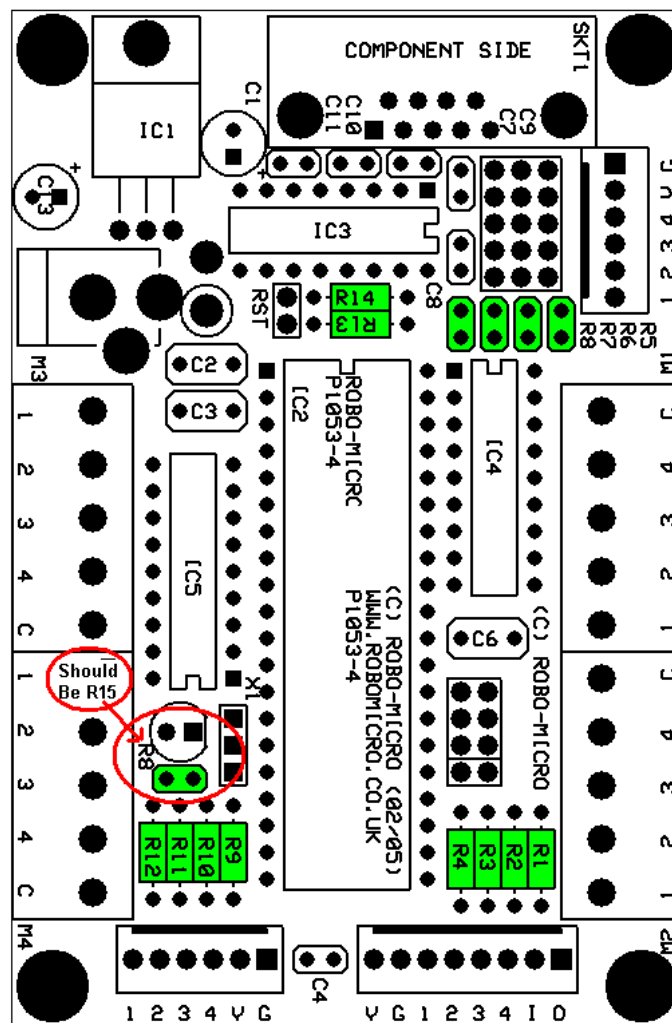 COMPONENT SIDE
SKT1
IC1
C1
C11
C10
C7
C9
+
C13
+
IC3
G
V
4
3
2
1
RST
R14
R13
C8
R8
R7
R6
R5
M3
M1
C2
C3
IC2
ROBO-MICRO
P1053-4
IC4
1
2
3
4
C
C
4
3
2
1
IC5
(C) ROBO-MICRO (02/05)
WWW.ROBOMICRO.CO.UK
P1053-4
(C) ROBO-MICRO
C6
Should
Be R15
X1
R8
1
2
3
4
C
C
4
3
2
1
R12
R11
R10
R9
R4
R3
R2
R1
M4
M2
C4
1 2 3 4 V G
V G 1 2 3 4 I O